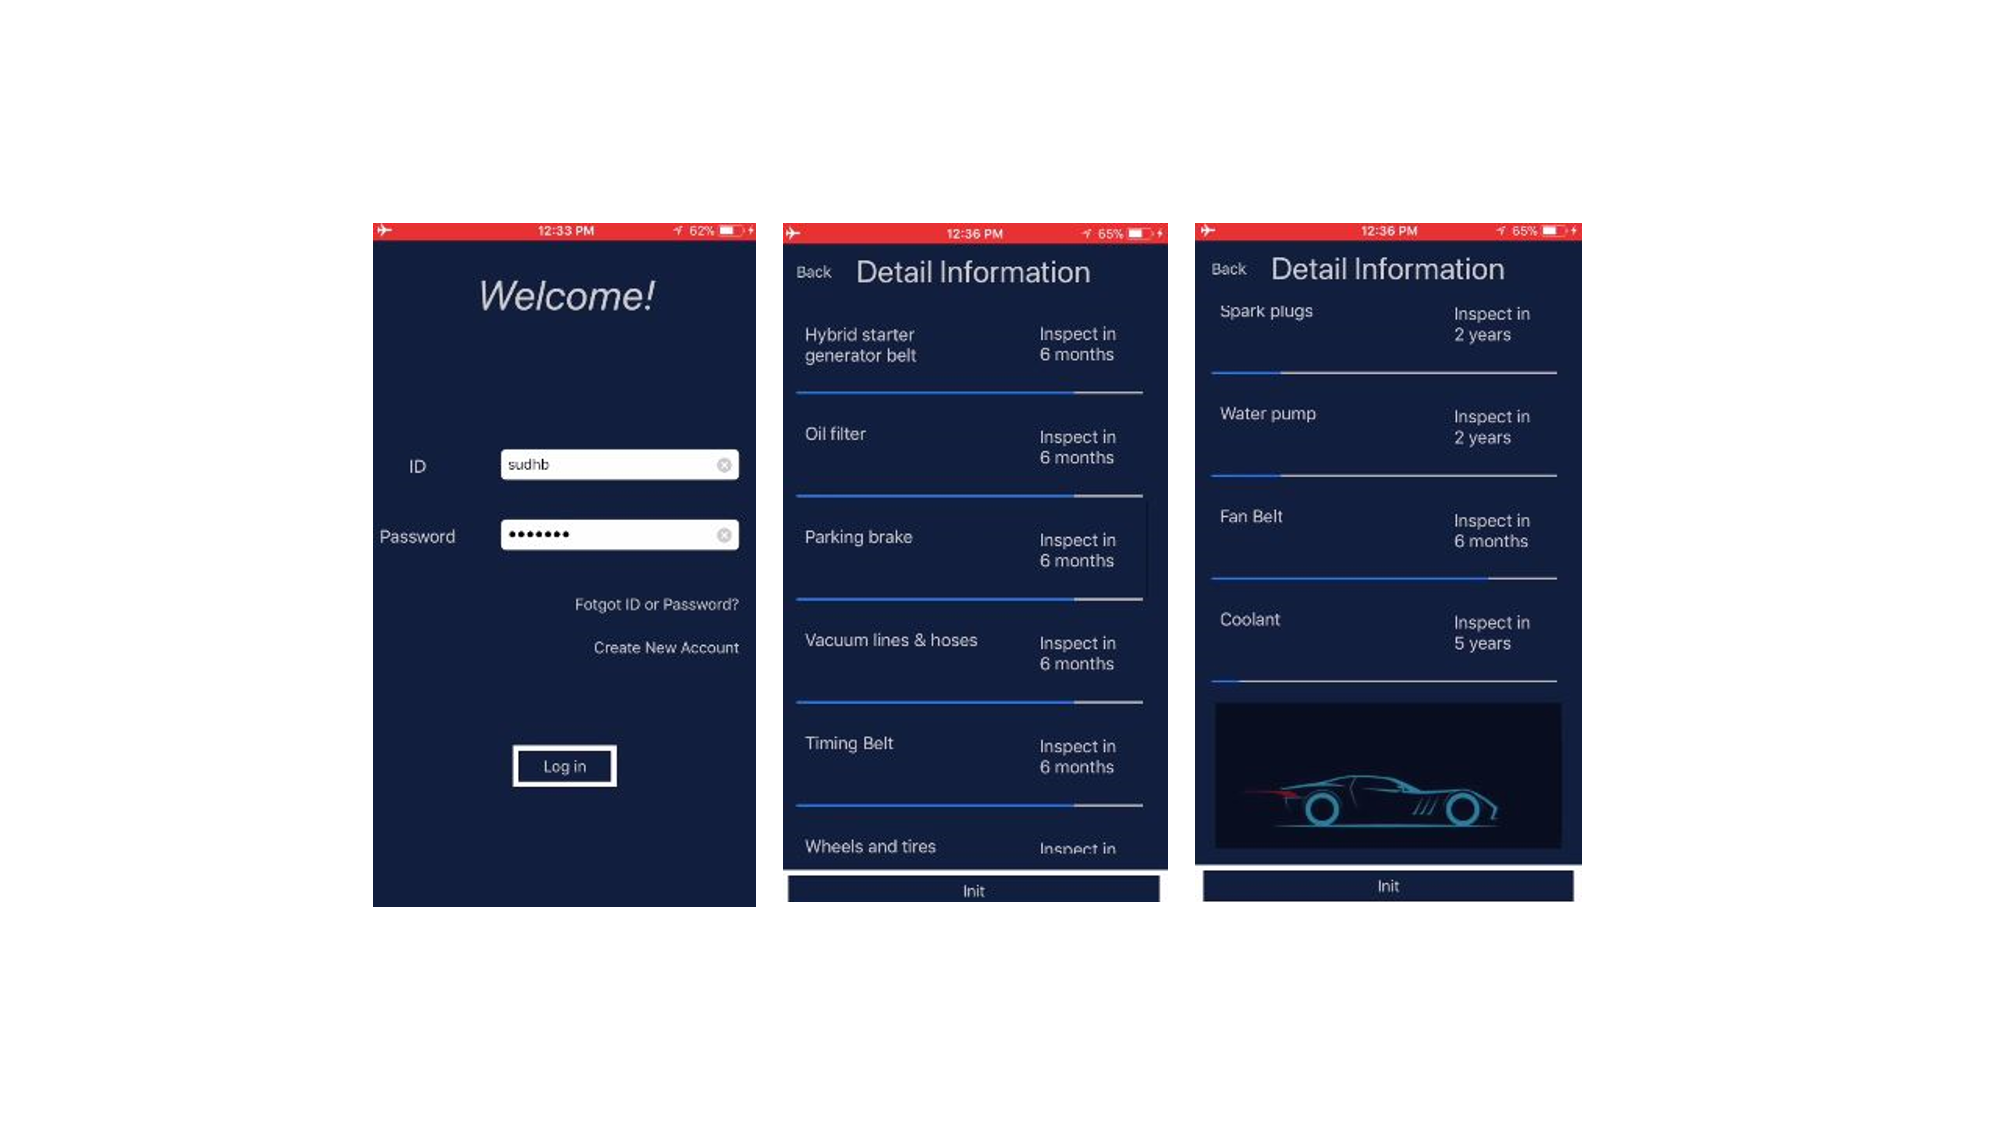 12:33 PM
62%
Welcome!
ID
sudhb
Password
•••••••
Fotgot ID or Password?
Create New Account
Log in
12:36 PM
65%
Back
Detail Information
Hybrid starter
generator belt
Inspect in
6 months
Oil filter
Inspect in
6 months
Parking brake
Inspect in
6 months
Vacuum lines & hoses
Inspect in
6 months
Timing Belt
Inspect in
6 months
Wheels and tires
Inspect in
Init
12:36 PM
65%
Back
Detail Information
Spark plugs
Inspect in
2 years
Water pump
Inspect in
2 years
Fan Belt
Inspect in
6 months
Coolant
Inspect in
5 years
Init